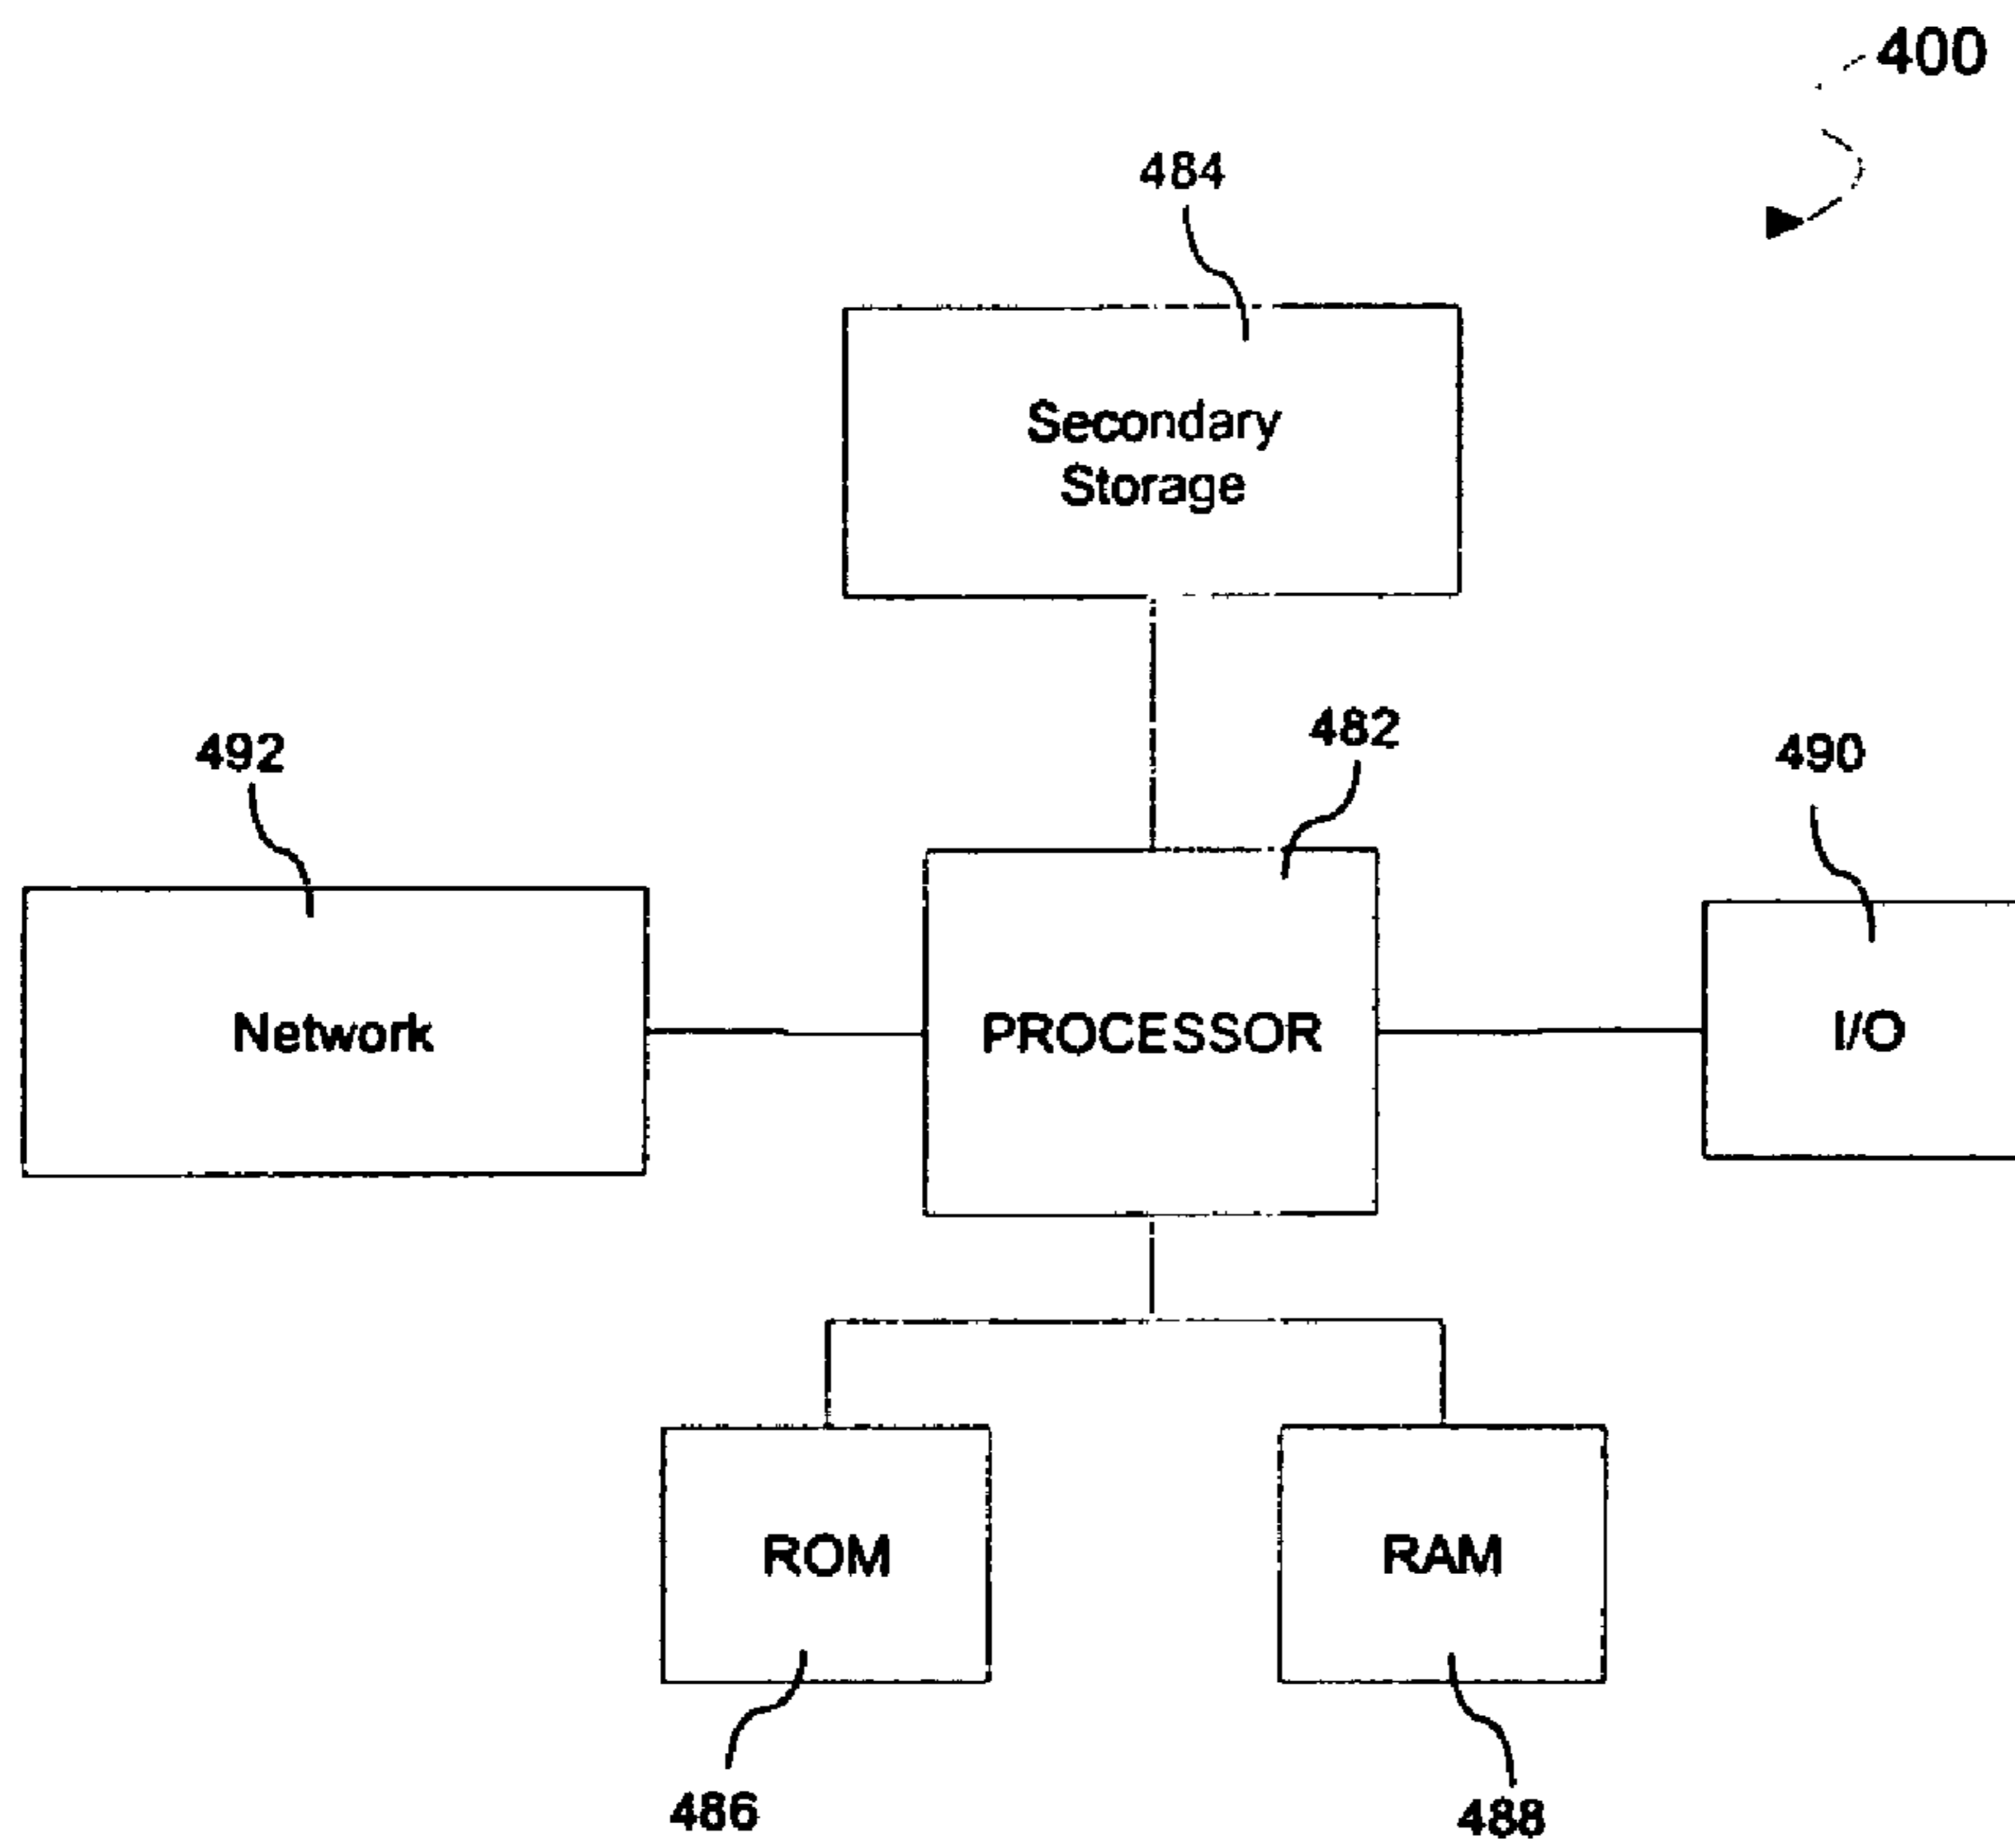 400
484
Secondary
Storage
492
482
490
Network
PROCESSOR
I/O
ROM
RAM
486
488